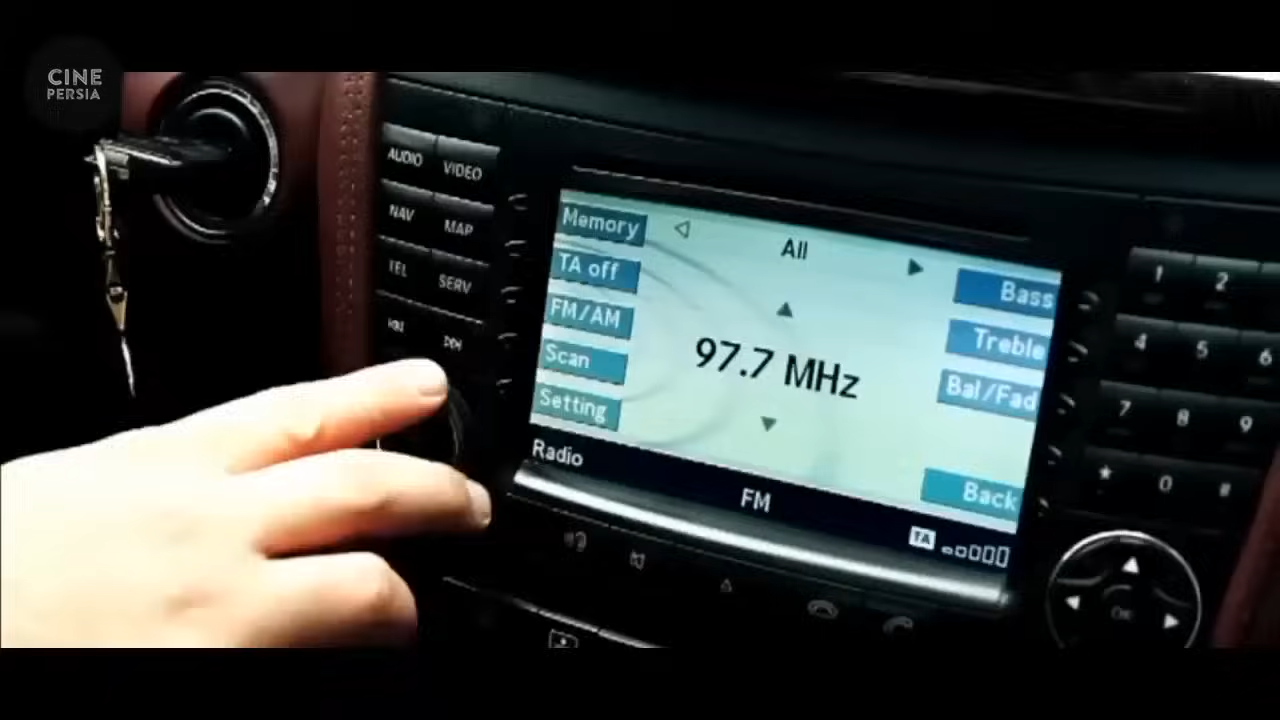 CINE
PERSIA
AUDIO VIDEO
NAV MAP
TEL SERV
Memory
TA off
FM/AM
Scan
Setting
All
97.7 MHz
Bass
Treble
Bal/Fad
Back
Radio
FM
TA
1 2
4 5 6
7 8 9
* 0 #
OK